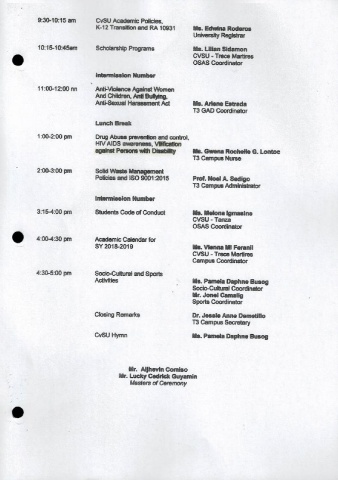 9:30-10:15 am CvSU Academic Policies,
K-12 Transition and RA 10931 Ms. Edwina Roderos
University Registrar
10:15-10:45am Scholarship Programs Ms. Lilian Sidamon
CVSU - Trece Martires
OSAS Coordinator
Intermission Number
11:00-12:00 nn Anti-Violence Against Women
And Children, Anti Bullying,
Anti-Sexual Harassment Act Ms. Ariane Estreda
T3 GAD Coordinator
Lunch Break
1:00-2:00 pm Drug Abuse prevention and control,
HIV AIDS awareness, Vilification
against Persons with Disability Ms. Gwena Rochelle G. Lontoc
T3 Campus Nurse
2:00-3:00 pm Solid Waste Management
Policies and ISO 9001:2015 Prof. Noel A. Sedigo
T3 Campus Administrator
Intermission Number
3:15-4:00 pm Students Code of Conduct Ms. Melona Igmasine
CVSU - Tanza
OSAS Coordinator
4:00-4:30 pm Academic Calendar for
SY 2018-2019 Ms. Vienna Mi Feranil
CVSU - Trece Martires
Campus Coordinator
4:30-5:00 pm Socio-Cultural and Sports
Activities Ms. Pamela Daphne Busog
Socio-Cultural Coordinator
Mr. Jonel Camatig
Sports Coordinator
Closing Remarks Dr. Jessie Anne Demetillo
T3 Campus Secretary
CvSU Hymn Ms. Pamela Daphne Busog
Mr. Aljhevin Comiso
Mr. Lucky Cedrick Guyamin
Masters of Ceremony